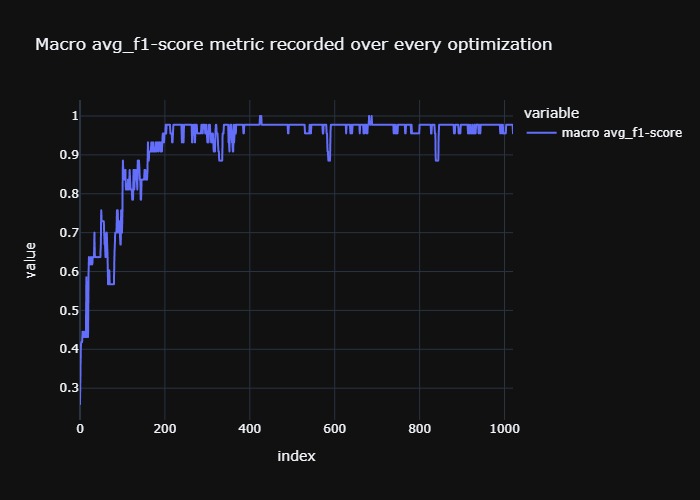 Macro avg_f1-score metric recorded over every optimization
variable
macro avg_f1-score
1
0.9
0.8
0.7
0.6
0.5
0.4
0.3
value
0
200
400
600
800
1000
index